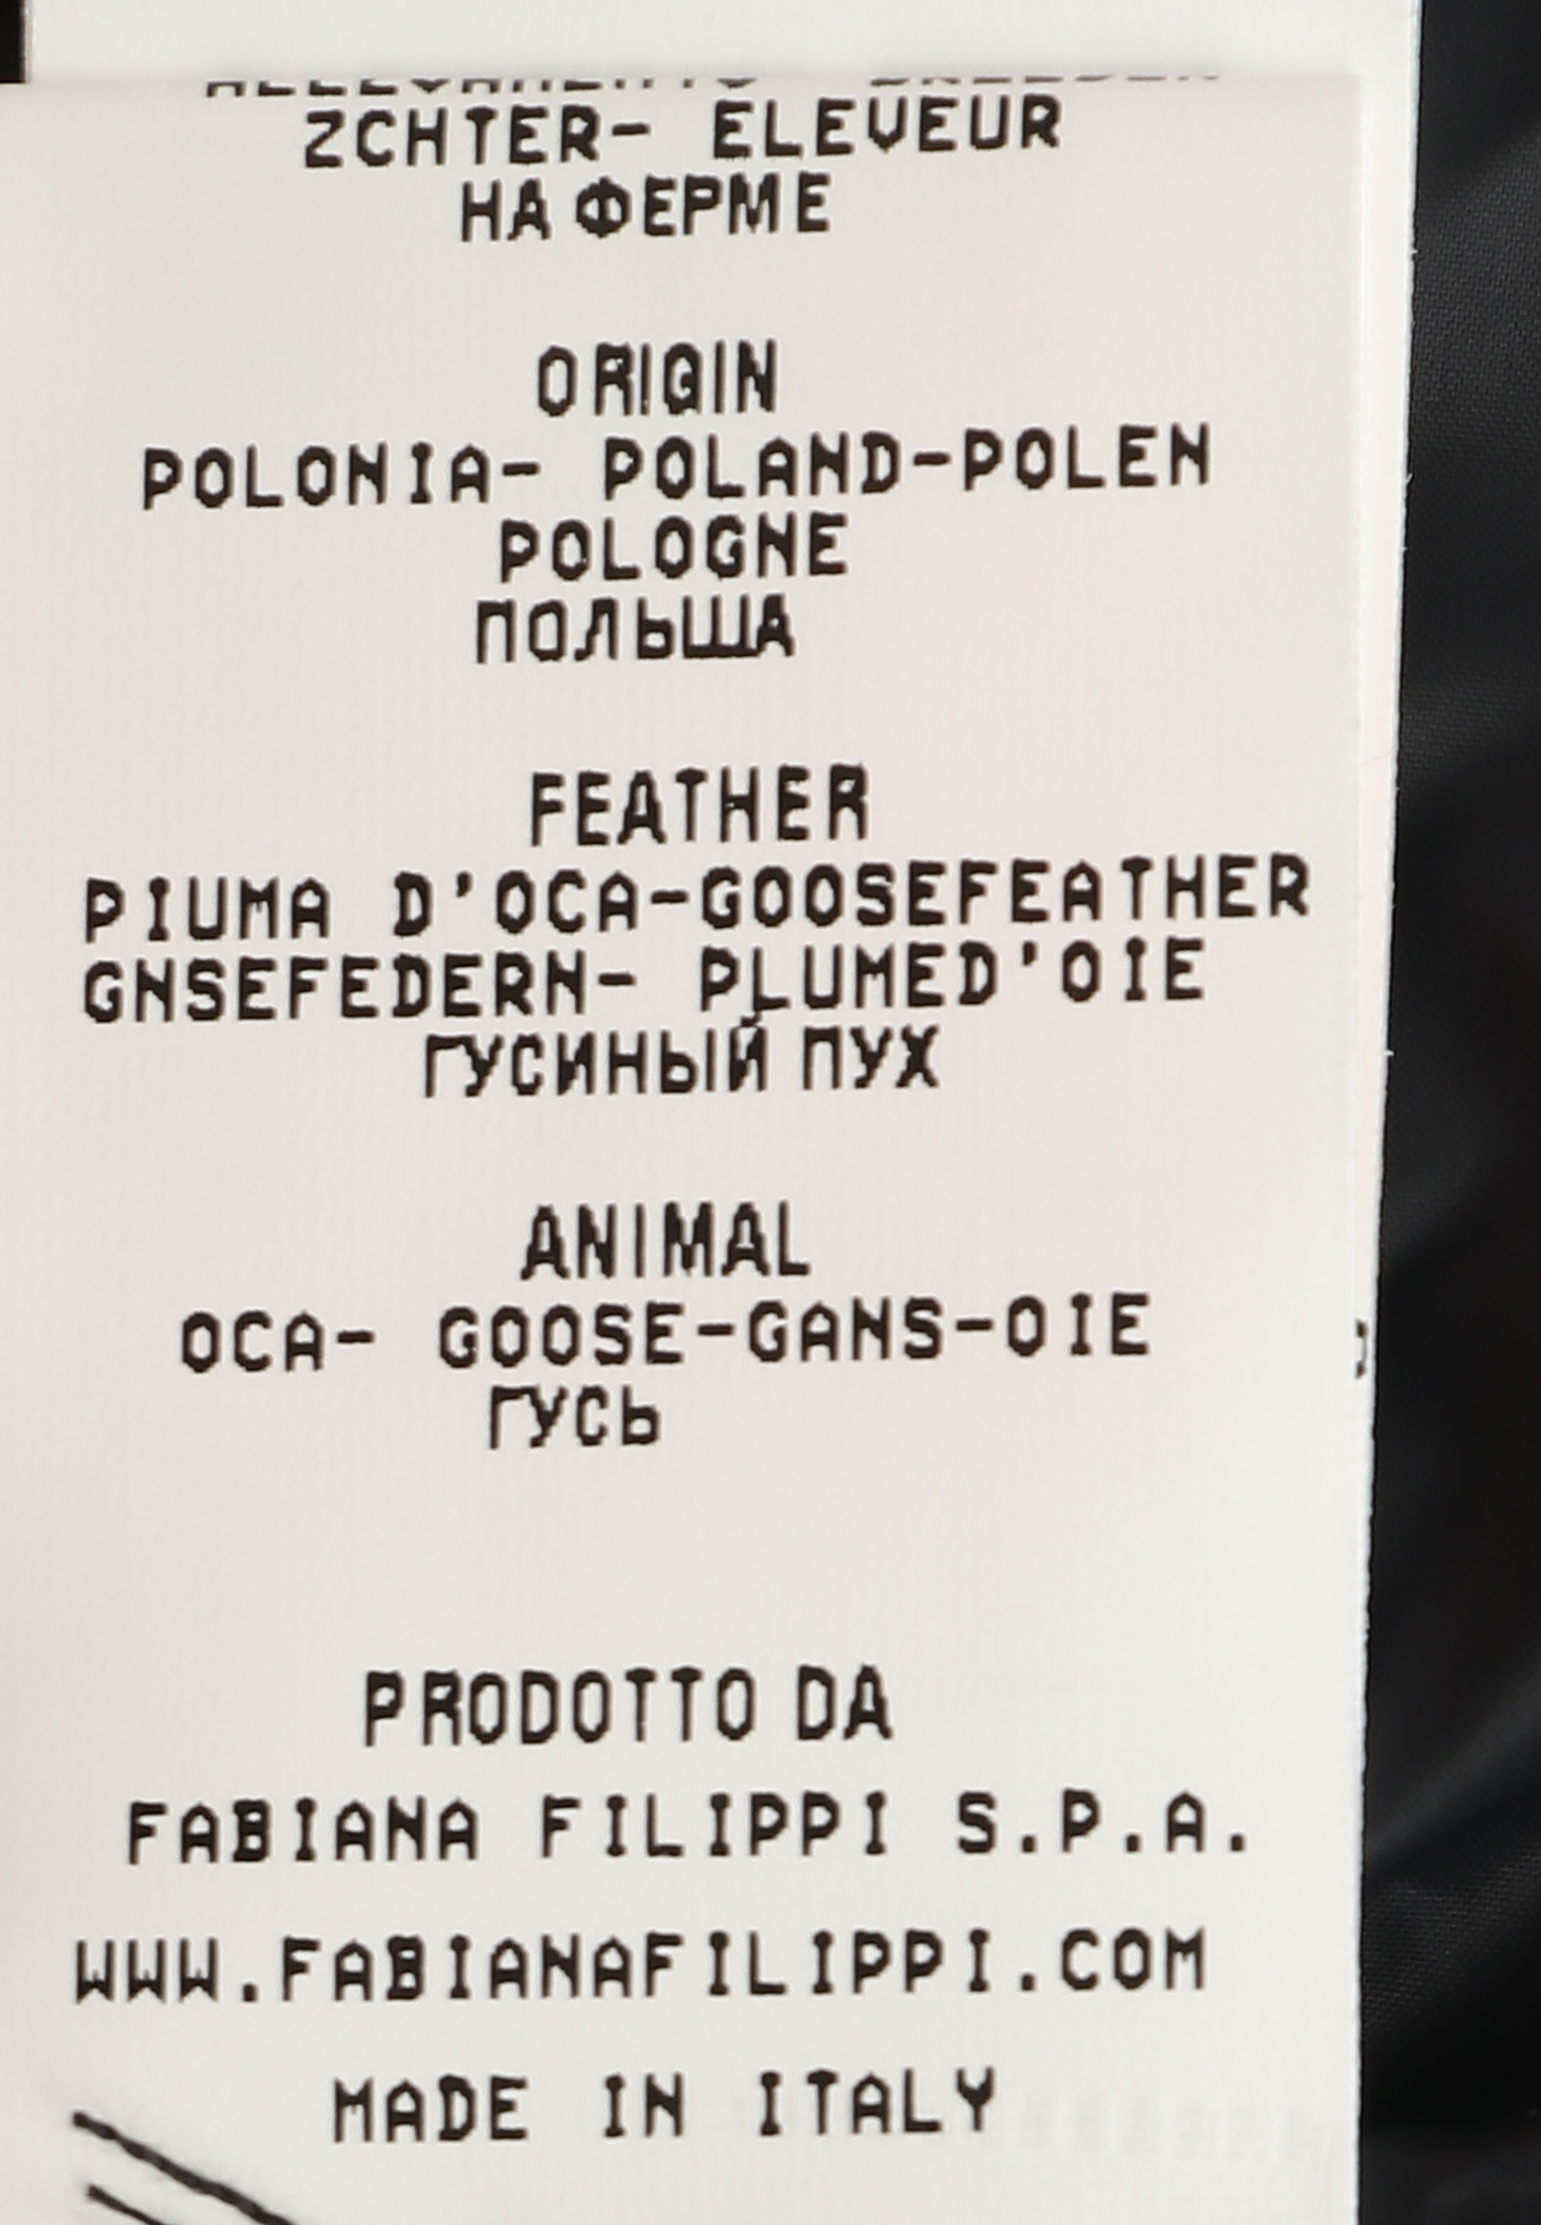 ZCHTER- ELEVEUR
НА ФЕРМЕ
ORIGIN
POLONIA- POLAND-POLEN
POLOGNE
ПОЛЬША
FEATHER
PIUMA D'OCA-GOOSEFEATHER
GNSEFEDERN- PLUMED'OIE
ГУСИНЫЙ ПУХ
ANIMAL
OCA- GOOSE-GANS-OIE
ГУСЬ
PRODOTTO DA
FABIANA FILIPPI S.P.A.
WWW.FABIANAFILIPPI.COM
MADE IN ITALY